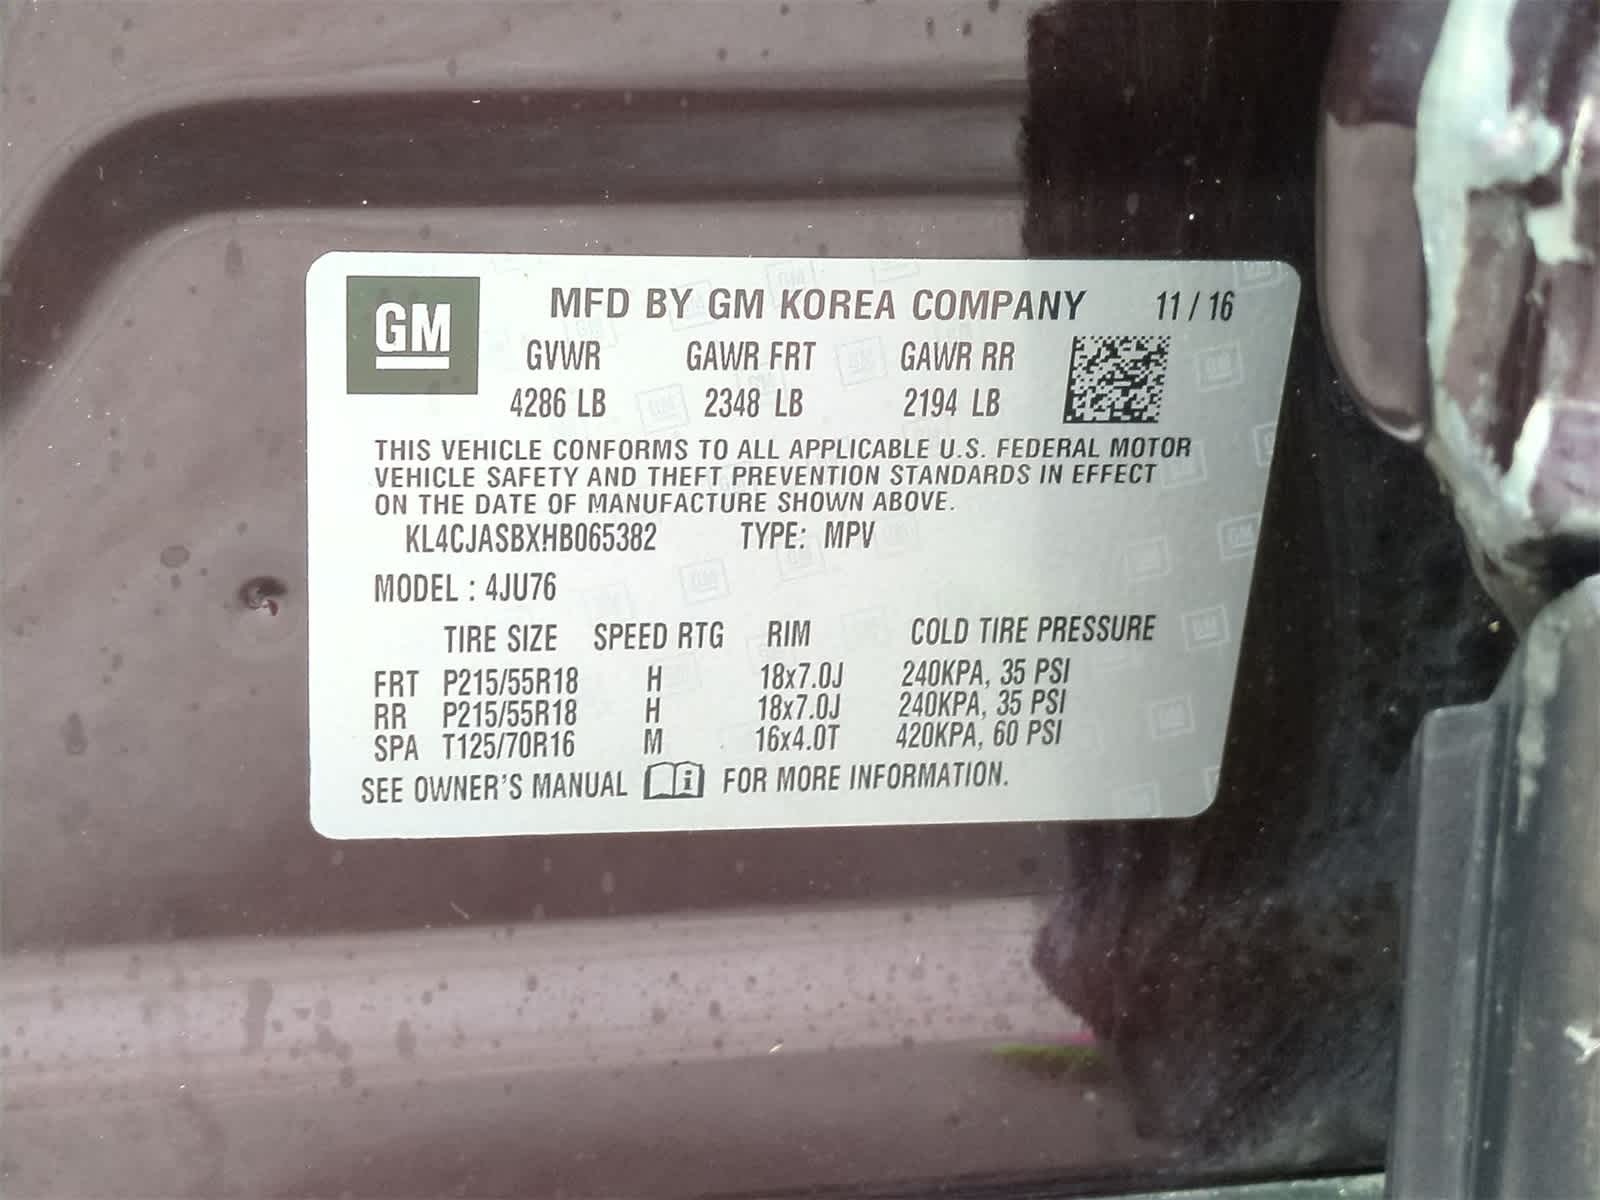 GM
MFD BY GM KOREA COMPANY 11 / 16
GVWR GAWR FRT GAWR RR
4286 LB 2348 LB 2194 LB
THIS VEHICLE CONFORMS TO ALL APPLICABLE U.S. FEDERAL MOTOR
VEHICLE SAFETY AND THEFT PREVENTION STANDARDS IN EFFECT
ON THE DATE OF MANUFACTURE SHOWN ABOVE.
KL4CJASBXHB065382 TYPE: MPV
MODEL : 4JU76
TIRE SIZE SPEED RTG RIM COLD TIRE PRESSURE
FRT P215/55R18 H 18x7.0J 240KPA, 35 PSI
RR P215/55R18 H 18x7.0J 240KPA, 35 PSI
SPA T125/70R16 M 16x4.0T 420KPA, 60 PSI
SEE OWNER'S MANUAL i FOR MORE INFORMATION.